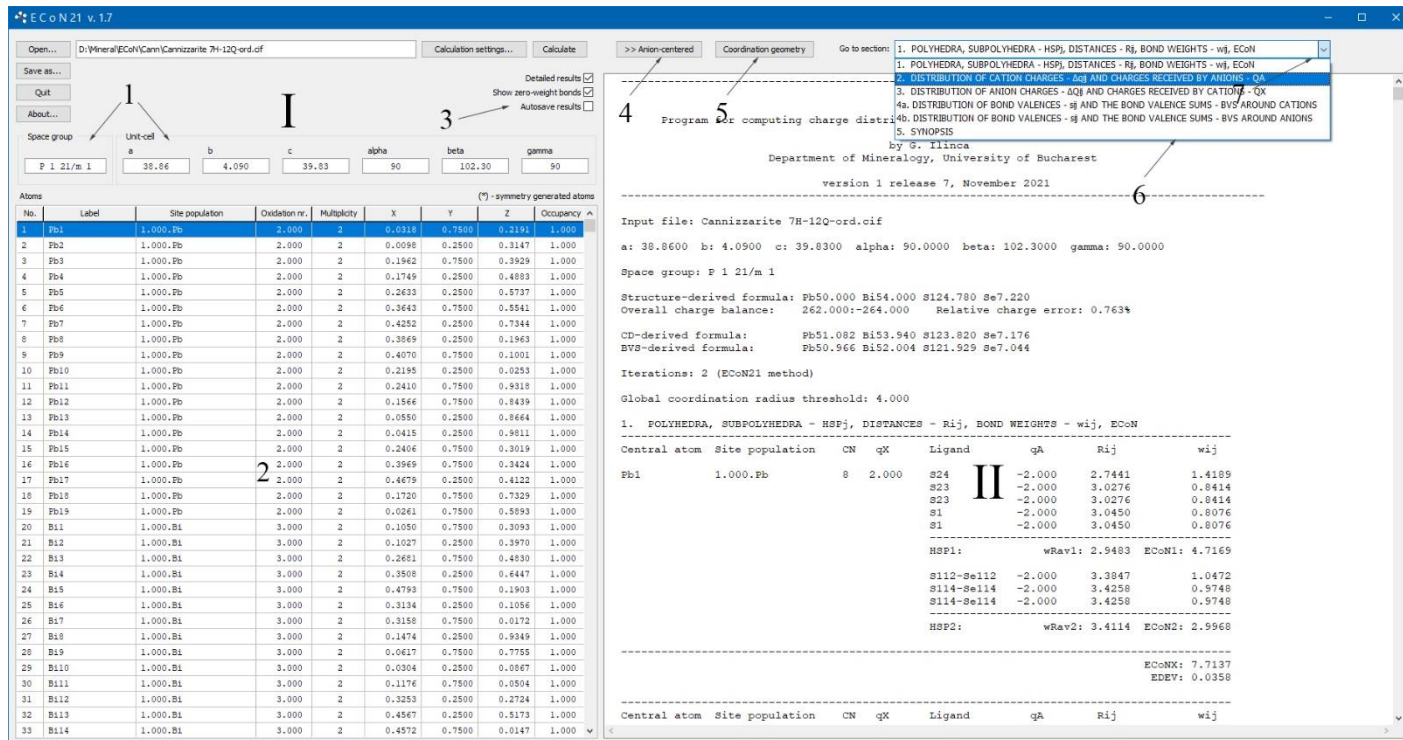 ECoN21 v. 1.7
Open... D:\Mineral\ECoN\Cann\Cannizzarite 7H-12Q-ord.cif Calculation settings... Calculate
>> Anion-centered Coordination geometry Go to section: 1. POLYHEDRA, SUBPOLYHEDRA - HSPj, DISTANCES - Rij, BOND WEIGHTS - wij, ECoN
Save as...
Quit
About...
Detailed results
Show zero-weight bonds
Autosave results
1
I
3
Space group Unit-cell
a b c alpha beta gamma
P 1 21/m 1 38.86 4.090 39.83 90 102.30 90
Atoms (*) - symmetry generated atoms
No. Label Site population Oxidation nr. Multiplicity X Y Z Occupancy
1 Pb1 1.000.Pb 2.000 2 0.0318 0.7500 0.2191 1.000
2 Pb2 1.000.Pb 2.000 2 0.0098 0.2500 0.3147 1.000
3 Pb3 1.000.Pb 2.000 2 0.1962 0.7500 0.3929 1.000
4 Pb4 1.000.Pb 2.000 2 0.1749 0.2500 0.4883 1.000
5 Pb5 1.000.Pb 2.000 2 0.2633 0.2500 0.5737 1.000
6 Pb6 1.000.Pb 2.000 2 0.3643 0.7500 0.5541 1.000
7 Pb7 1.000.Pb 2.000 2 0.4252 0.2500 0.7344 1.000
8 Pb8 1.000.Pb 2.000 2 0.3869 0.2500 0.1963 1.000
9 Pb9 1.000.Pb 2.000 2 0.4070 0.7500 0.1001 1.000
10 Pb10 1.000.Pb 2.000 2 0.2195 0.2500 0.0253 1.000
11 Pb11 1.000.Pb 2.000 2 0.2410 0.7500 0.9318 1.000
12 Pb12 1.000.Pb 2.000 2 0.1566 0.7500 0.8439 1.000
13 Pb13 1.000.Pb 2.000 2 0.0550 0.2500 0.8664 1.000
14 Pb14 1.000.Pb 2.000 2 0.0415 0.2500 0.9811 1.000
15 Pb15 1.000.Pb 2.000 2 0.2406 0.7500 0.3019 1.000
16 Pb16 1.000.Pb 2.000 2 0.3969 0.7500 0.3424 1.000
17 Pb17 1.000.Pb 2.000 2 0.4679 0.2500 0.4122 1.000
18 Pb18 1.000.Pb 2.000 2 0.1720 0.7500 0.7329 1.000
19 Pb19 1.000.Pb 2.000 2 0.0261 0.7500 0.5893 1.000
20 Bi1 1.000.Bi 3.000 2 0.1050 0.7500 0.3093 1.000
21 Bi2 1.000.Bi 3.000 2 0.1027 0.2500 0.3970 1.000
22 Bi3 1.000.Bi 3.000 2 0.2681 0.7500 0.4830 1.000
23 Bi4 1.000.Bi 3.000 2 0.3508 0.2500 0.6447 1.000
24 Bi5 1.000.Bi 3.000 2 0.4793 0.7500 0.1903 1.000
25 Bi6 1.000.Bi 3.000 2 0.3134 0.2500 0.1056 1.000
26 Bi7 1.000.Bi 3.000 2 0.3158 0.7500 0.0172 1.000
27 Bi8 1.000.Bi 3.000 2 0.1474 0.2500 0.9349 1.000
28 Bi9 1.000.Bi 3.000 2 0.0617 0.7500 0.7755 1.000
29 Bi10 1.000.Bi 3.000 2 0.0304 0.2500 0.0867 1.000
30 Bi11 1.000.Bi 3.000 2 0.1176 0.7500 0.0504 1.000
31 Bi12 1.000.Bi 3.000 2 0.3253 0.2500 0.2724 1.000
32 Bi13 1.000.Bi 3.000 2 0.4567 0.2500 0.5173 1.000
33 Bi14 1.000.Bi 3.000 2 0.4572 0.7500 0.0147 1.000
2
1. POLYHEDRA, SUBPOLYHEDRA - HSPj, DISTANCES - Rij, BOND WEIGHTS - wij, ECoN
2. DISTRIBUTION OF CATION CHARGES - Δqij AND CHARGES RECEIVED BY ANIONS - QA
3. DISTRIBUTION OF ANION CHARGES - ΔQij AND CHARGES RECEIVED BY CATIONS - QX
4a. DISTRIBUTION OF BOND VALENCES - sij AND THE BOND VALENCE SUMS - BVS AROUND CATIONS
4b. DISTRIBUTION OF BOND VALENCES - sij AND THE BOND VALENCE SUMS - BVS AROUND ANIONS
5. SYNOPSIS
4
5
7
6
Program for computing charge distri
by G. Ilinca
Department of Mineralogy, University of Bucharest
version 1 release 7, November 2021
Input file: Cannizzarite 7H-12Q-ord.cif
a: 38.8600 b: 4.0900 c: 39.8300 alpha: 90.0000 beta: 102.3000 gamma: 90.0000
Space group: P 1 21/m 1
Structure-derived formula: Pb50.000 Bi54.000 S124.780 Se7.220
Overall charge balance: 262.000:-264.000 Relative charge error: 0.763%
CD-derived formula: Pb51.082 Bi53.940 S123.820 Se7.176
BVS-derived formula: Pb50.966 Bi52.004 S121.929 Se7.044
Iterations: 2 (ECoN21 method)
Global coordination radius threshold: 4.000
1. POLYHEDRA, SUBPOLYHEDRA - HSPj, DISTANCES - Rij, BOND WEIGHTS - wij, ECoN
Central atom Site population CN qX Ligand qA Rij wij
Pb1 1.000.Pb 8 2.000 S24 -2.000 2.7441 1.4189
S23 -2.000 3.0276 0.8414
S23 -2.000 3.0276 0.8414
S1 -2.000 3.0450 0.8076
S1 -2.000 3.0450 0.8076
II
HSP1: wRav1: 2.9483 ECoN1: 4.7169
S112-Se112 -2.000 3.3847 1.0472
S114-Se114 -2.000 3.4258 0.9748
S114-Se114 -2.000 3.4258 0.9748
HSP2: wRav2: 3.4114 ECoN2: 2.9968
ECoNX: 7.7137
EDEV: 0.0358
Central atom Site population CN qX Ligand qA Rij wij